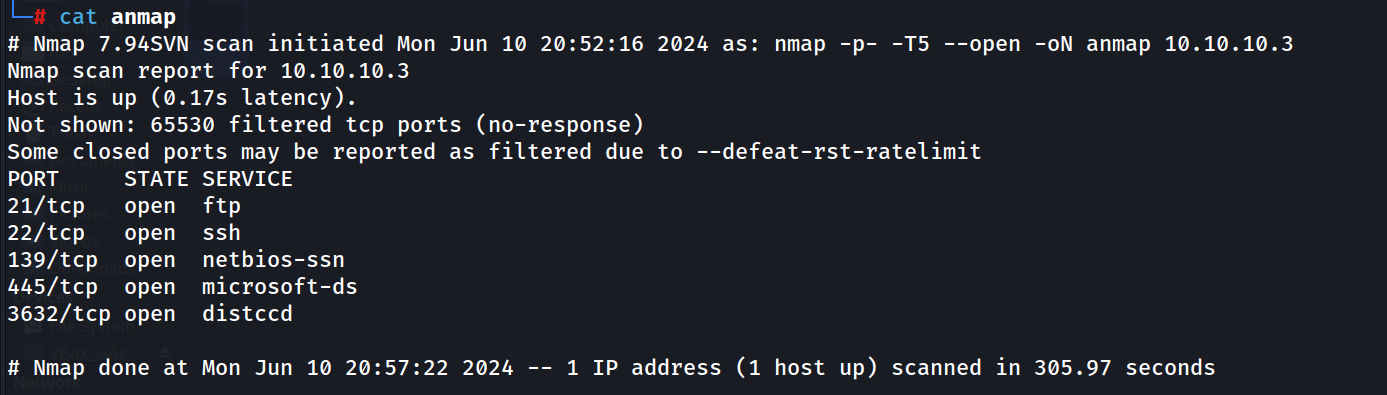 # cat anmap
# Nmap 7.94SVN scan initiated Mon Jun 10 20:52:16 2024 as: nmap -p- -T5 --open -oN anmap 10.10.10.3
Nmap scan report for 10.10.10.3
Host is up (0.17s latency).
Not shown: 65530 filtered tcp ports (no-response)
Some closed ports may be reported as filtered due to --defeat-rst-ratelimit
PORT     STATE SERVICE
21/tcp   open  ftp
22/tcp   open  ssh
139/tcp  open  netbios-ssn
445/tcp  open  microsoft-ds
3632/tcp open  distccd
# Nmap done at Mon Jun 10 20:57:22 2024 -- 1 IP address (1 host up) scanned in 305.97 seconds